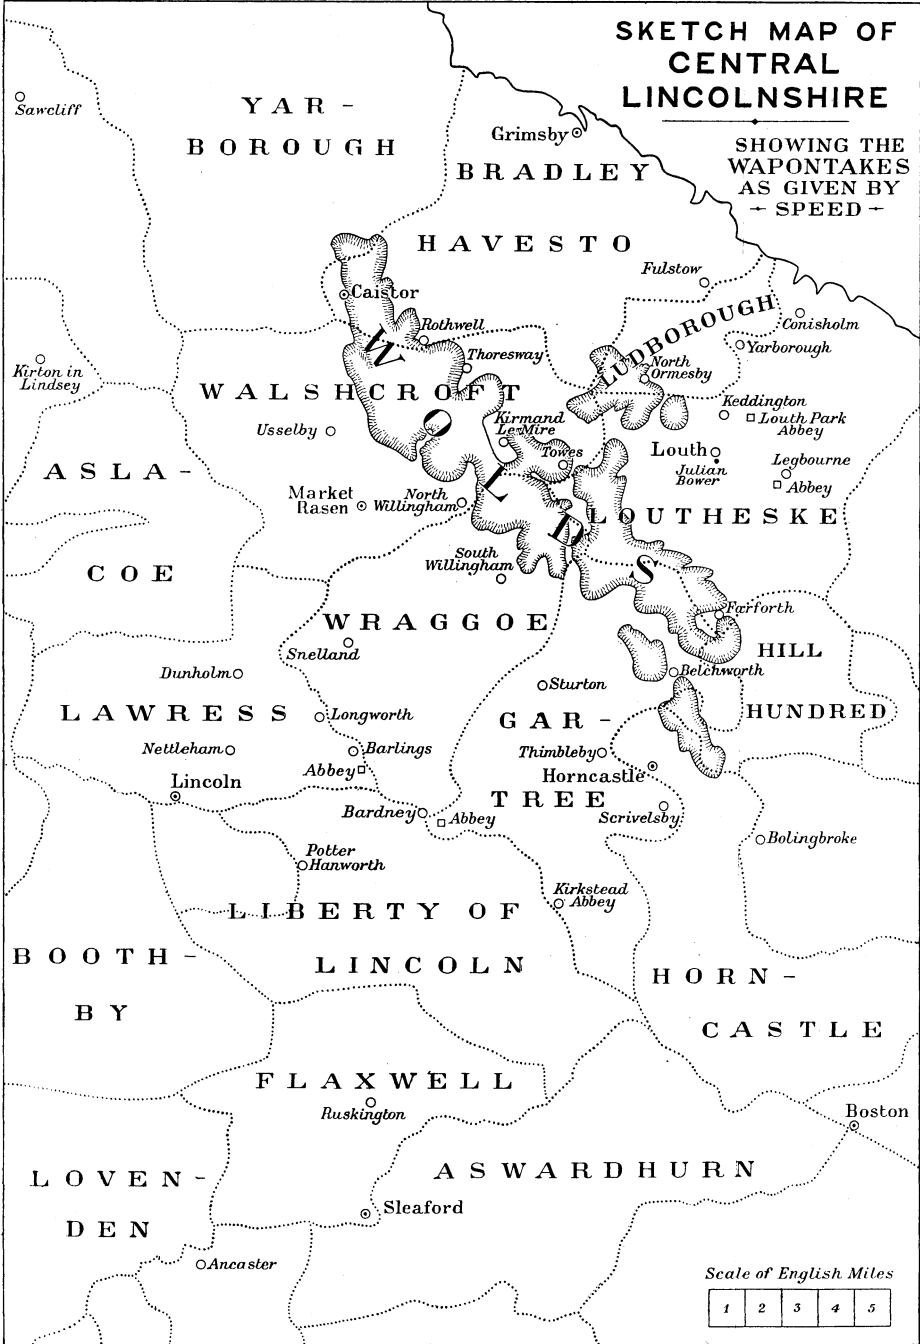 SKETCH MAP OF
CENTRAL
LINCOLNSHIRE
SHOWING THE
WAPONTAKES
AS GIVEN BY
SPEED
Sawcliff
YAR-
BOROUGH
Grimsby
BRADLEY
HAVESTO
Fulstow
Caistor
LUDBOROUGH
Conisholm
Rothwell
Yarborough
Thoresway
North
Ormesby
Kirton in
Lindsey
WALSHCROFT
Keddington
Louth Park
Abbey
Usselby
Kirmand
Le Mire
Towes
Louth
Julian
Bower
Legbourne
Abbey
ASLA-
COE
Market
Rasen
North
Willingham
WOLDS
LOUTHESKE
South
Willingham
Farforth
WRAGGOE
Snelland
HILL
HUNDRED
Belchworth
Dunholm
Sturton
LAWRESS
Longworth
GAR-
TREE
Nettleham
Barlings
Abbey
Thimbleby
Horncastle
Lincoln
Bardney
Abbey
Scrivelsby
Bolingbroke
Potter
Hanworth
Kirkstead
Abbey
LIBERTY OF
LINCOLN
BOOTH-
BY
HORN-
CASTLE
FLAXWELL
Ruskington
Boston
ASWARDHURN
LOVEN-
DEN
Sleaford
Ancaster
Scale of English Miles
1 2 3 4 5